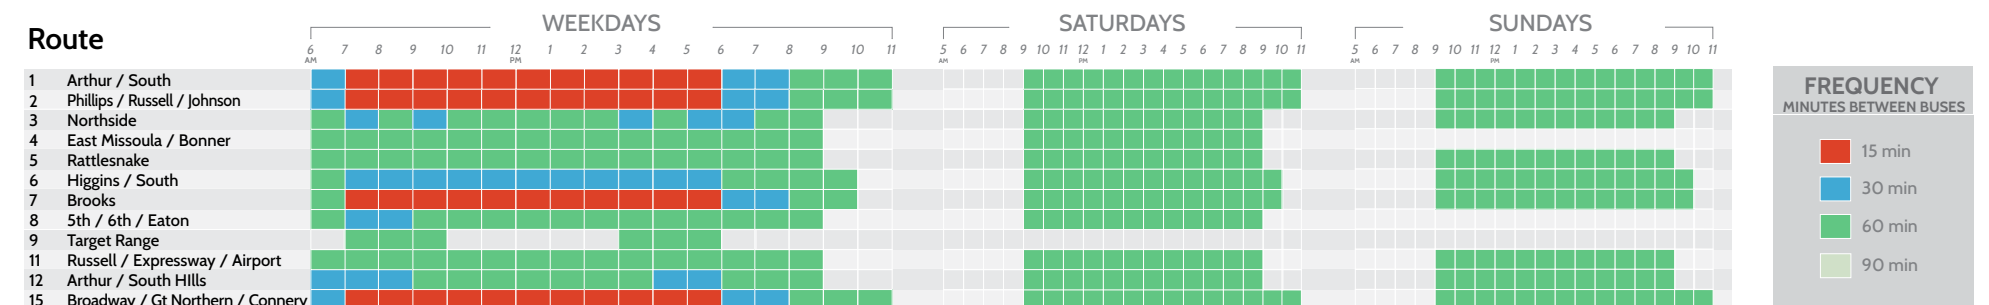 WEEKDAYS SATURDAYS SUNDAYS
Route
6 7 8 9 10 11 12 1 2 3 4 5 6 7 8 9 10 11 5 6 7 8 9 10 11 12 1 2 3 4 5 6 7 8 9 10 11 5 6 7 8 9 10 11 12 1 2 3 4 5 6 7 8 9 10 11
AM PM AM PM AM PM
1 Arthur / South
2 Phillips / Russell / Johnson
3 Northside
4 East Missoula / Bonner
5 Rattlesnake
6 Higgins / South
7 Brooks
8 5th / 6th / Eaton
9 Target Range
11 Russell / Expressway / Airport
12 Arthur / South HIlls
15 Broadway / Gt Northern / Connery
FREQUENCY
MINUTES BETWEEN BUSES
15 min
30 min
60 min
90 min